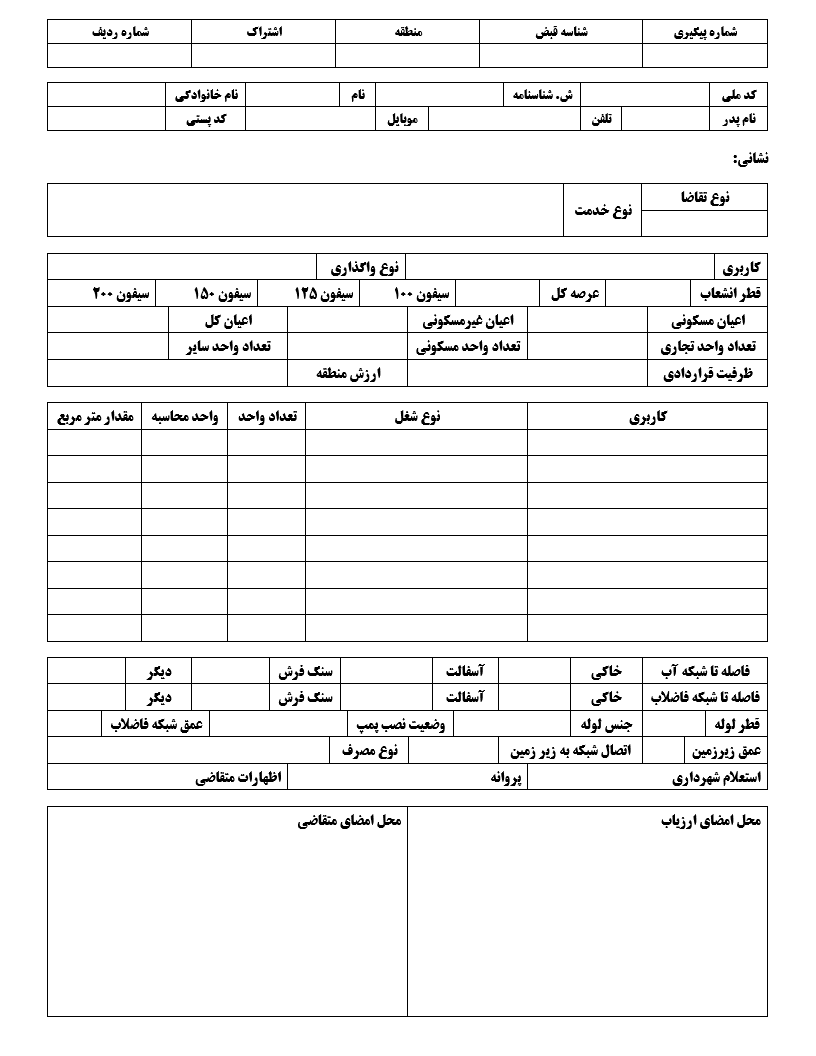 شماره پیگیری شناسه قبض منطقه اشتراک شماره ردیف
کد ملی ش. شناسنامه نام نام خانوادگی
نام پدر تلفن موبایل کد پستی
نشانی:
نوع تقاضا نوع خدمت
کاربری نوع واگذاری
قطر انشعاب عرصه کل سیفون ۱۰۰ سیفون ۱۲۵ سیفون ۱۵۰ سیفون ۲۰۰
اعیان مسکونی اعیان غیرمسکونی اعیان کل
تعداد واحد تجاری تعداد واحد مسکونی تعداد واحد سایر
ظرفیت قراردادی ارزش منطقه
کاربری نوع شغل تعداد واحد واحد محاسبه مقدار متر مربع
فاصله تا شبکه آب خاکی آسفالت سنگ فرش دیگر
فاصله تا شبکه فاضلاب خاکی آسفالت سنگ فرش دیگر
قطر لوله جنس لوله وضعیت نصب پمپ عمق شبکه فاضلاب
عمق زیرزمین اتصال شبکه به زیر زمین نوع مصرف
استعلام شهرداری پروانه اظهارات متقاضی
محل امضای ارزیاب محل امضای متقاضی